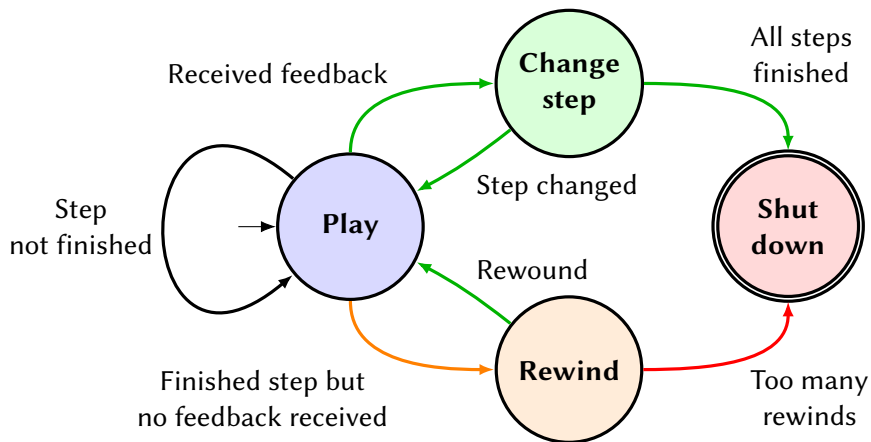 All steps
finished
Received feedback
Change
step
Step changed
Step
not finished
Play
Shut
down
Rewound
Finished step but
no feedback received
Rewind
Too many
rewinds